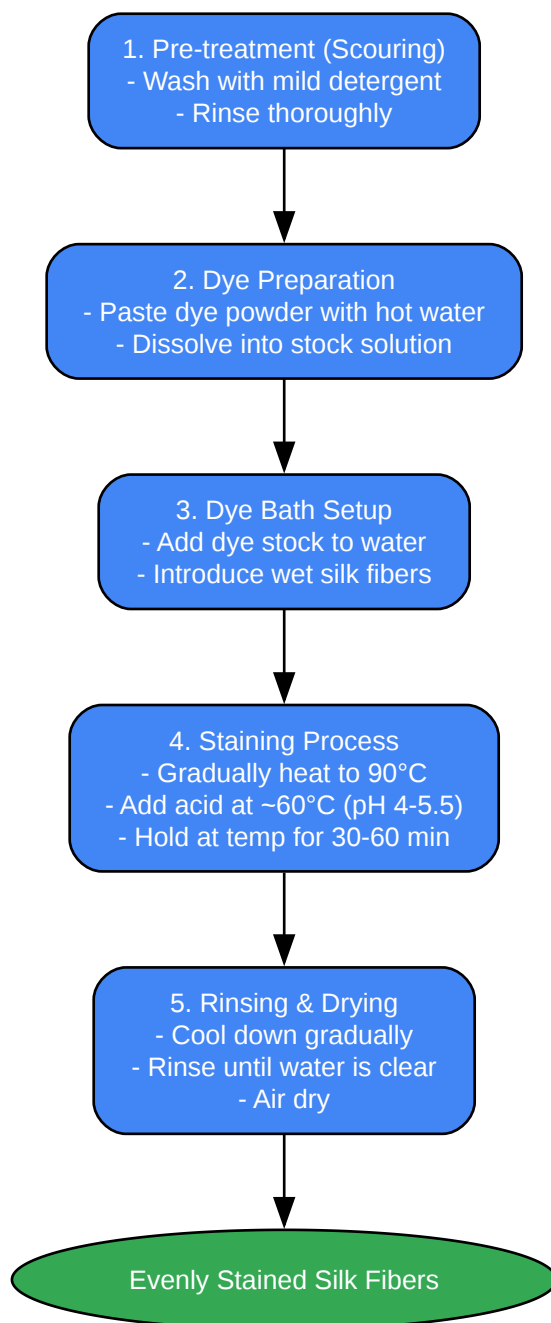 1. Pre-treatment (Scouring)
- Wash with mild detergent
- Rinse thoroughly
2. Dye Preparation
- Paste dye powder with hot water
- Dissolve into stock solution
3. Dye Bath Setup
- Add dye stock to water
- Introduce wet silk fibers
4. Staining Process
- Gradually heat to 90°C
- Add acid at ~60°C (pH 4-5.5)
- Hold at temp for 30-60 min
5. Rinsing & Drying
- Cool down gradually
- Rinse until water is clear
- Air dry
Evenly Stained Silk Fibers